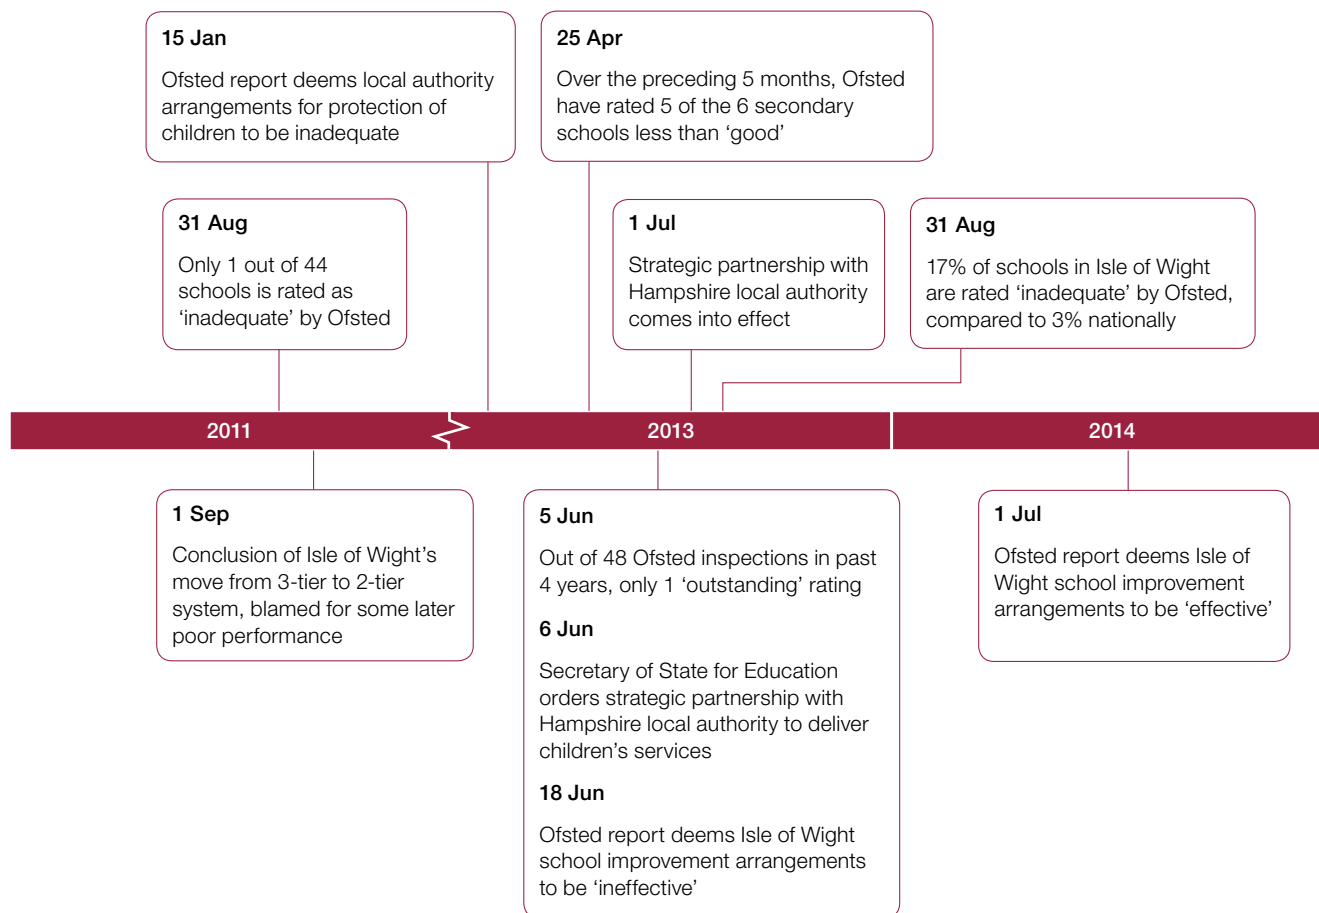 15 Jan
Ofsted report deems local authority
arrangements for protection of
children to be inadequate
25 Apr
Over the preceding 5 months, Ofsted
have rated 5 of the 6 secondary
schools less than ‘good’
31 Aug
Only 1 out of 44
schools is rated as
‘inadequate’ by Ofsted
1 Jul
Strategic partnership with
Hampshire local authority
comes into effect
31 Aug
17% of schools in Isle of Wight
are rated ‘inadequate’ by Ofsted,
compared to 3% nationally
2011
2013
2014
1 Sep
Conclusion of Isle of Wight’s
move from 3-tier to 2-tier
system, blamed for some later
poor performance
5 Jun
Out of 48 Ofsted inspections in past
4 years, only 1 ‘outstanding’ rating
6 Jun
Secretary of State for Education
orders strategic partnership with
Hampshire local authority to deliver
children’s services
18 Jun
Ofsted report deems Isle of Wight
school improvement arrangements
to be ‘ineffective’
1 Jul
Ofsted report deems Isle of
Wight school improvement
arrangements to be ‘effective’